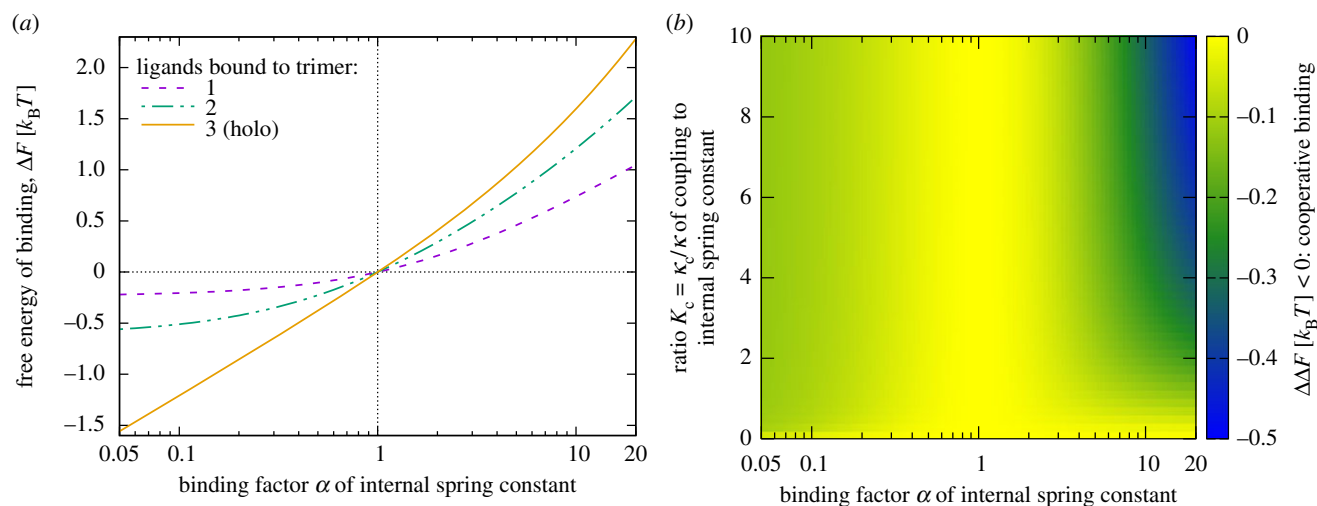 (a)
free energy of binding, ΔF [k_BT]
2.0
1.5
1.0
0.5
0
–0.5
–1.0
–1.5
ligands bound to trimer:
1
2
3 (holo)
0.05 0.1 1 10 20
binding factor α of internal spring constant
(b)
ratio K_c = κ_c/κ of coupling to
internal spring constant
10
8
6
4
2
0
0.05 0.1 1 10 20
binding factor α of internal spring constant
0
–0.1
–0.2
–0.3
–0.4
–0.5
ΔΔF [k_BT] < 0: cooperative binding